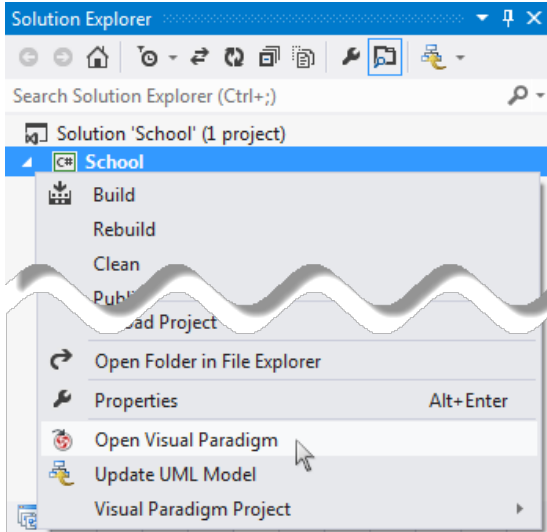 Solution Explorer
Search Solution Explorer (Ctrl+;)
Solution 'School' (1 project)
C# School
Build
Rebuild
Clean
Project
Open Folder in File Explorer
Properties Alt+Enter
Open Visual Paradigm
Update UML Model
Visual Paradigm Project